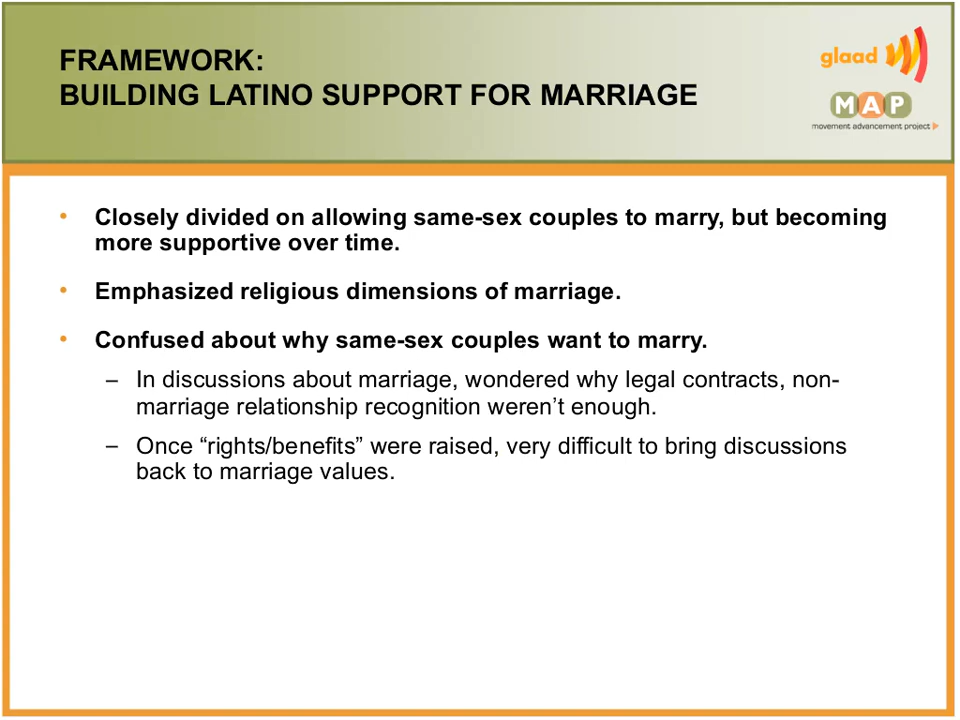 FRAMEWORK:
BUILDING LATINO SUPPORT FOR MARRIAGE
glaad
MAP
movement advancement project
• Closely divided on allowing same-sex couples to marry, but becoming
more supportive over time.
• Emphasized religious dimensions of marriage.
• Confused about why same-sex couples want to marry.
– In discussions about marriage, wondered why legal contracts, non-
marriage relationship recognition weren’t enough.
– Once “rights/benefits” were raised, very difficult to bring discussions
back to marriage values.